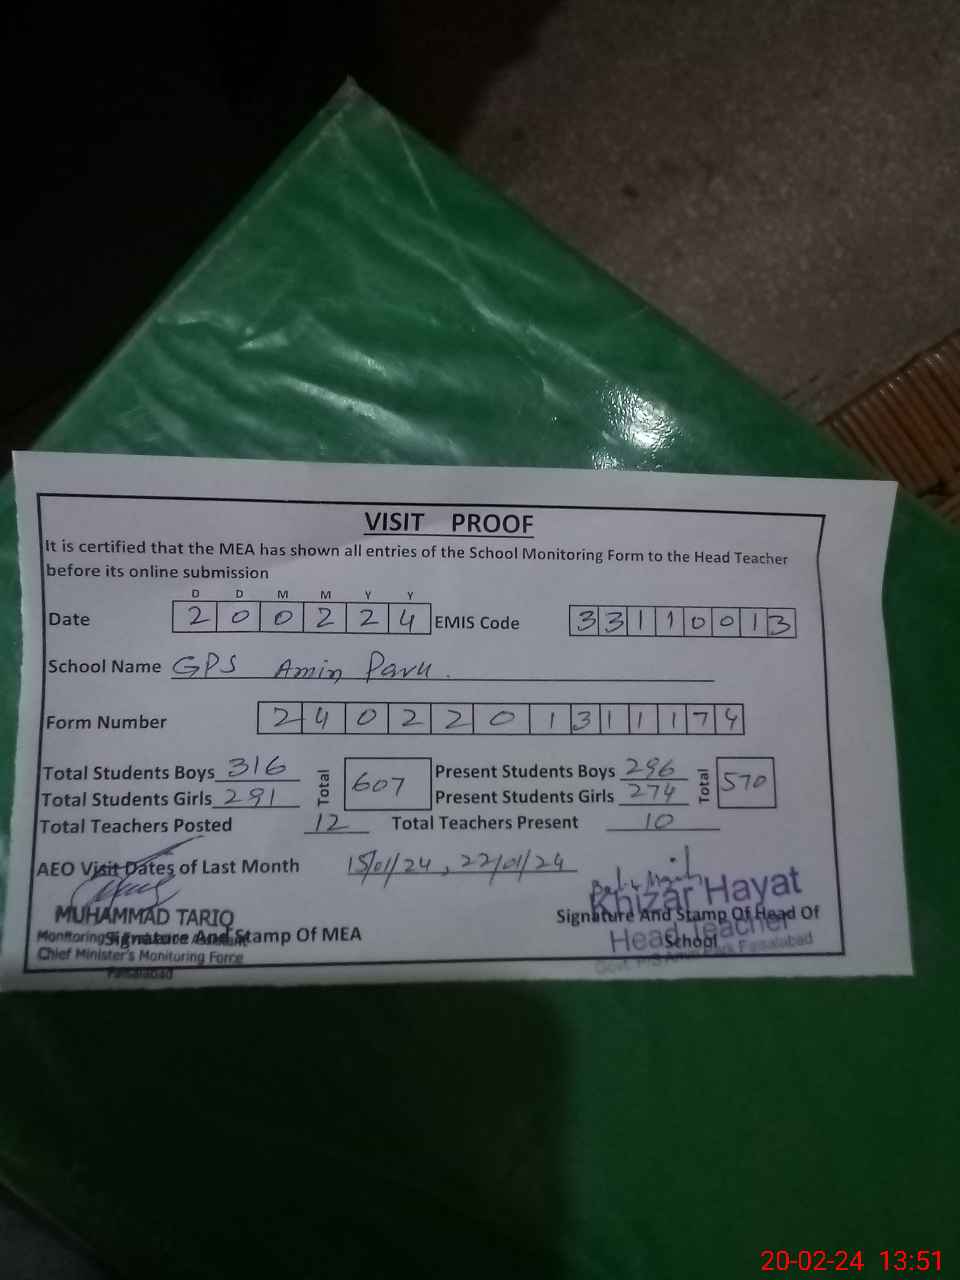 VISIT PROOF
It is certified that the MEA has shown all entries of the School Monitoring Form to the Head Teacher
before its online submission
D D M M Y Y
Date 2 0 0 2 2 4 EMIS Code 3 3 1 1 0 0 1 3
School Name GPS Amin Park.
Form Number 2 4 0 2 2 0 1 3 1 1 7 4
Total Students Boys 316 Total 607 Present Students Boys 296 Total 570
Total Students Girls 291 Present Students Girls 274
Total Teachers Posted 12 Total Teachers Present 10
AEO Visit Dates of Last Month 15/01/24, 22/01/24
MUHAMMAD TARIQ
Signature And Stamp Of MEA
Chief Minister's Monitoring Force
Faisalabad
Khizar Hayat
Signature And Stamp Of Head Of
School
Head Teacher
Park Faisalabad
20-02-24 13:51